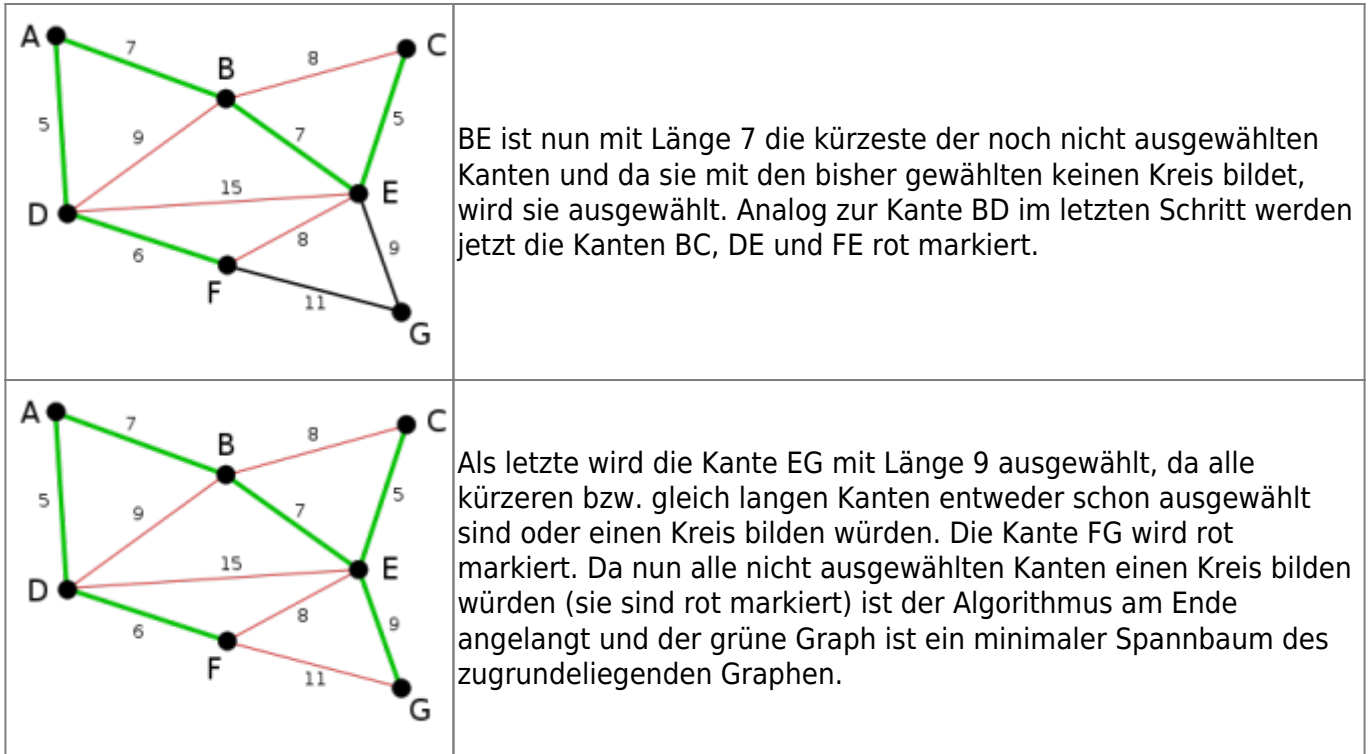 A
7
C
8
B
5
9
7
5
15
E
D
8
9
6
F
11
G
BE ist nun mit Länge 7 die kürzeste der noch nicht ausgewählten
Kanten und da sie mit den bisher gewählten keinen Kreis bildet,
wird sie ausgewählt. Analog zur Kante BD im letzten Schritt werden
jetzt die Kanten BC, DE und FE rot markiert.
A
7
C
8
B
5
9
7
5
15
E
D
8
9
6
F
11
G
Als letzte wird die Kante EG mit Länge 9 ausgewählt, da alle
kürzeren bzw. gleich langen Kanten entweder schon ausgewählt
sind oder einen Kreis bilden würden. Die Kante FG wird rot
markiert. Da nun alle nicht ausgewählten Kanten einen Kreis bilden
würden (sie sind rot markiert) ist der Algorithmus am Ende
angelangt und der grüne Graph ist ein minimaler Spannbaum des
zugrundeliegenden Graphen.